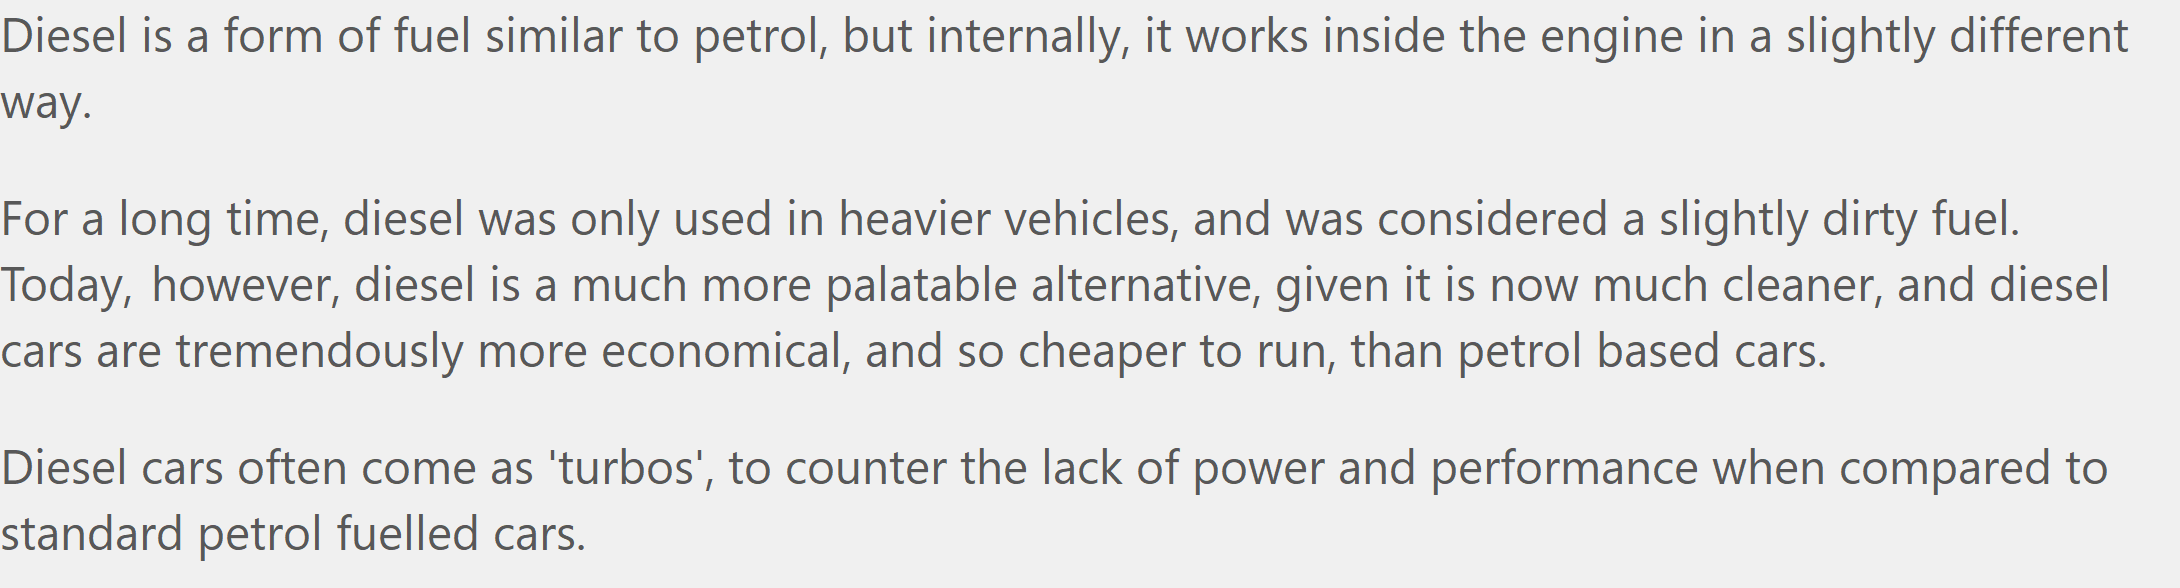 Diesel is a form of fuel similar to petrol, but internally, it works inside the engine in a slightly different
way.
For a long time, diesel was only used in heavier vehicles, and was considered a slightly dirty fuel.
Today, however, diesel is a much more palatable alternative, given it is now much cleaner, and diesel
cars are tremendously more economical, and so cheaper to run, than petrol based cars.
Diesel cars often come as 'turbos', to counter the lack of power and performance when compared to
standard petrol fuelled cars.